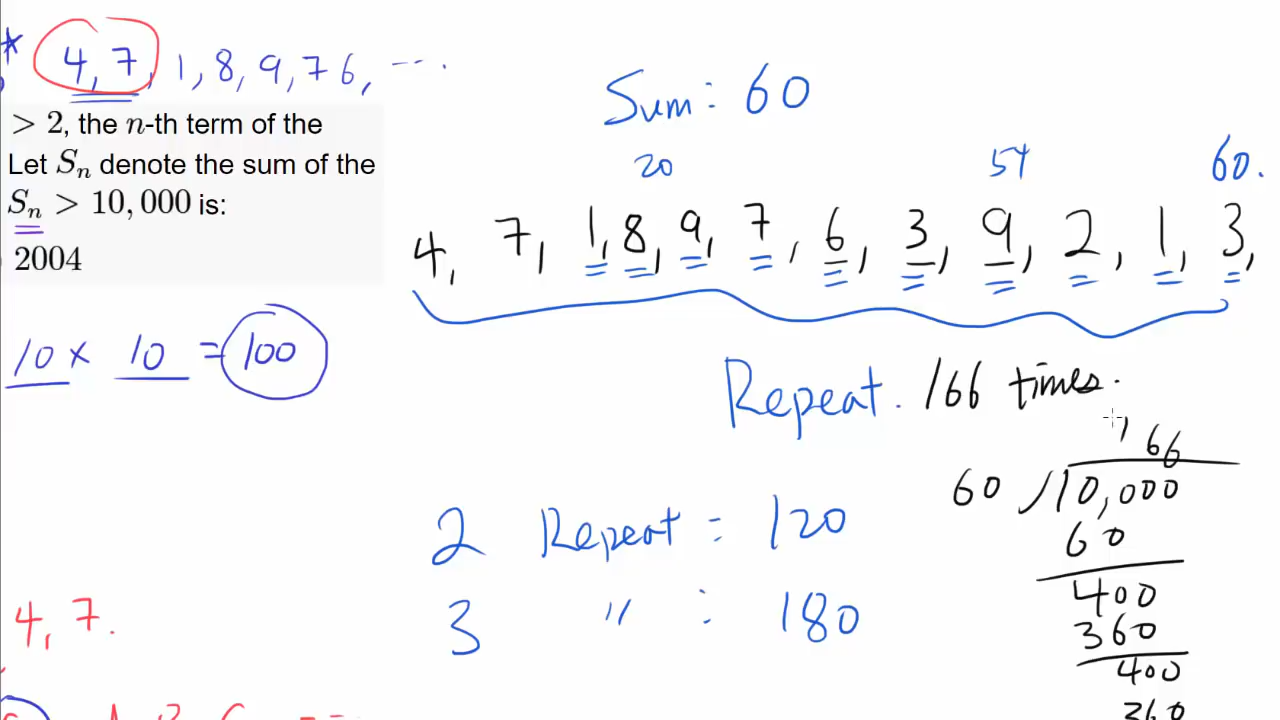 * 4, 7, 1, 8, 9, 7 6, ...
> 2, the n-th term of the
Let Sn denote the sum of the
Sn > 10, 000 is:
2004
10 × 10 = 100
4, 7.
Sum: 60
20 54 60.
4, 7, 1, 8, 9, 7, 6, 3, 9, 2, 1, 3,
Repeat. 166 times.
2 Repeat = 120
3 〃 : 180
166
60 10,000
60
400
360
400
360